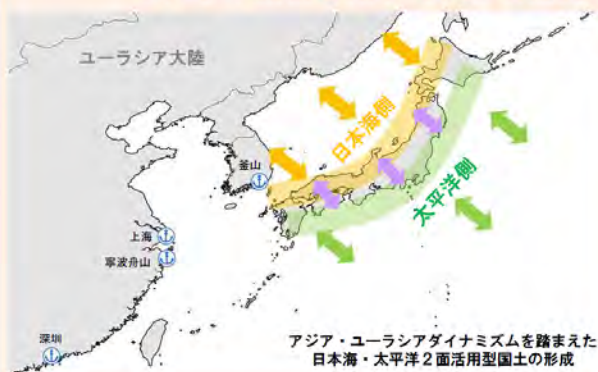 ユーラシア大陸
日本海側
釜山
太平洋側
上海
寧波舟山
深圳
アジア・ユーラシアダイナミズムを踏まえた
日本海・太平洋2面活用型国土の形成